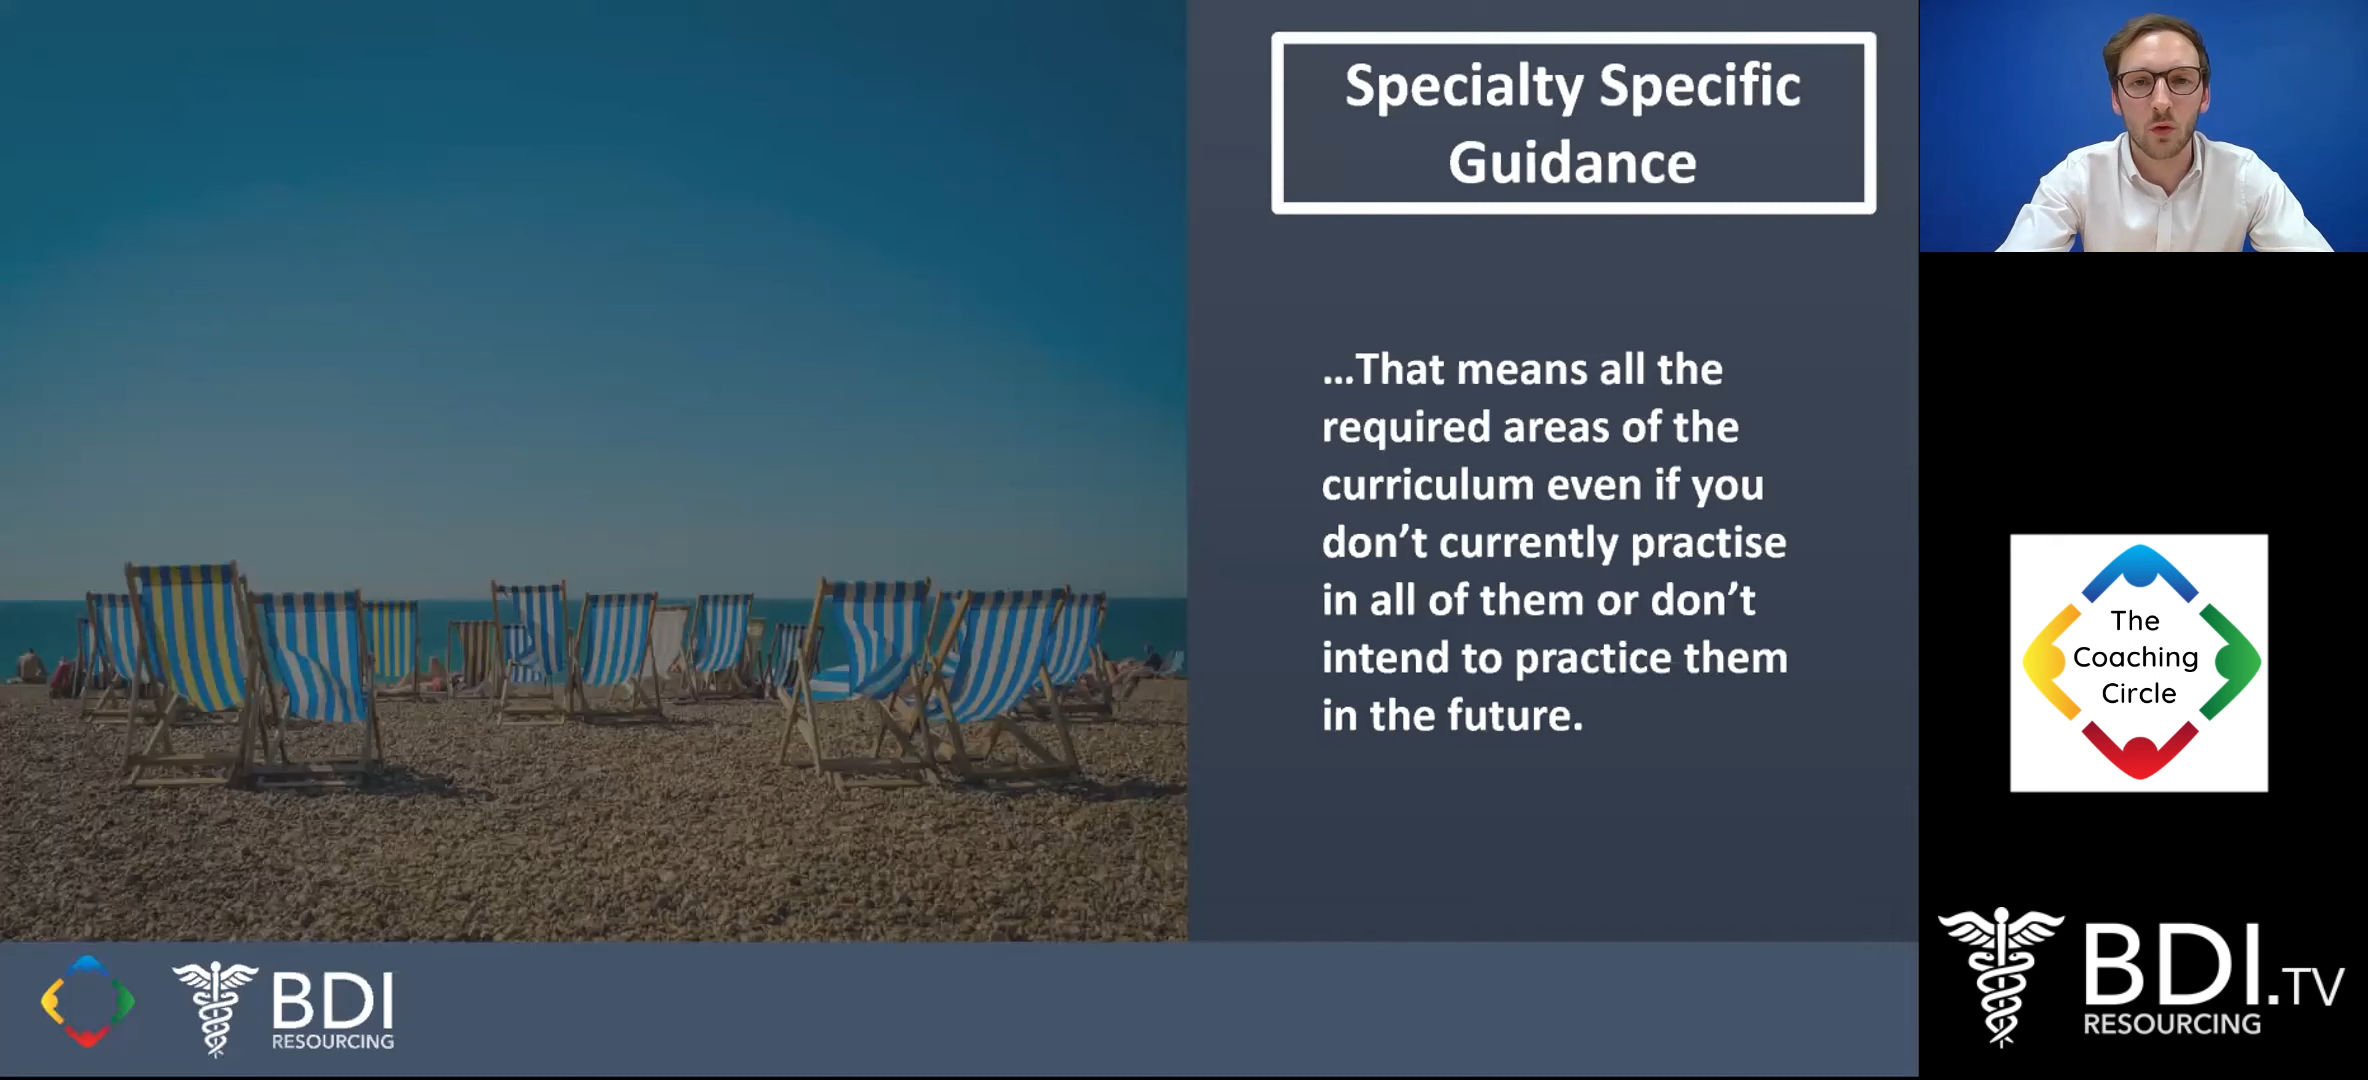 Specialty Specific
Guidance
...That means all the
required areas of the
curriculum even if you
don't currently practise
in all of them or don't
intend to practice them
in the future.
The
Coaching
Circle
BDI
RESOURCING
BDI.TV
RESOURCING